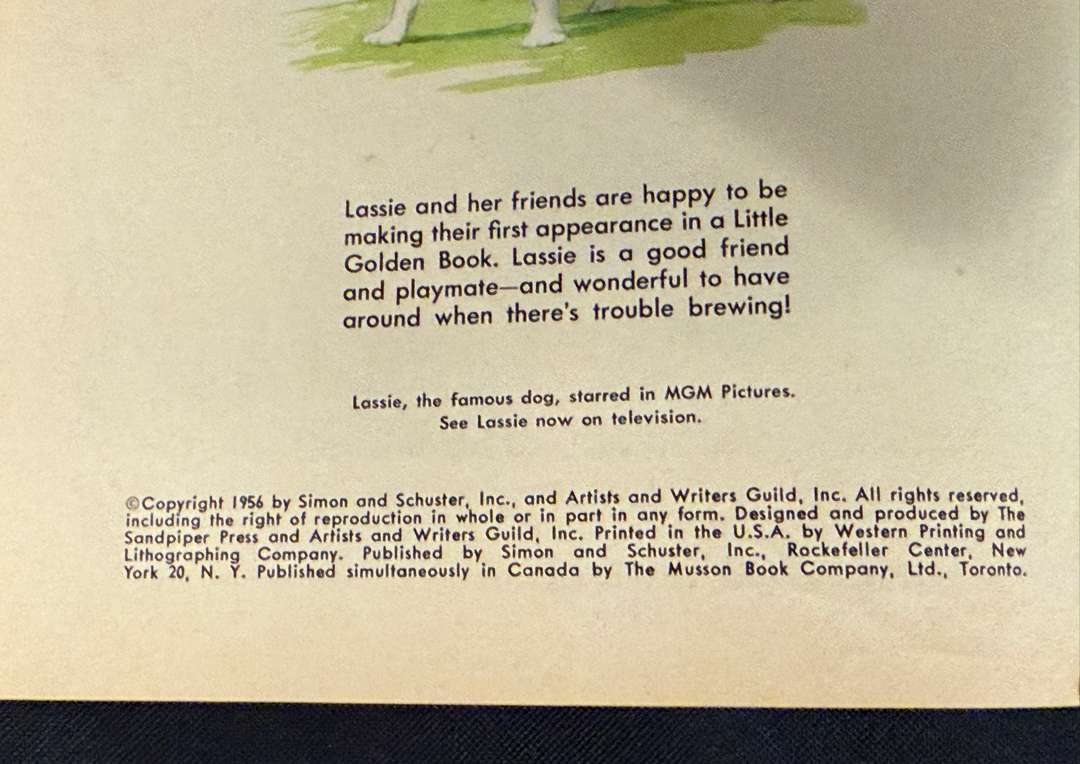 Lassie and her friends are happy to be
making their first appearance in a Little
Golden Book. Lassie is a good friend
and playmate—and wonderful to have
around when there's trouble brewing!
Lassie, the famous dog, starred in MGM Pictures.
See Lassie now on television.
©Copyright 1956 by Simon and Schuster, Inc., and Artists and Writers Guild, Inc. All rights reserved,
including the right of reproduction in whole or in part in any form. Designed and produced by The
Sandpiper Press and Artists and Writers Guild, Inc. Printed in the U.S.A. by Western Printing and
Lithographing Company. Published by Simon and Schuster, Inc., Rockefeller Center, New
York 20, N. Y. Published simultaneously in Canada by The Musson Book Company, Ltd., Toronto.